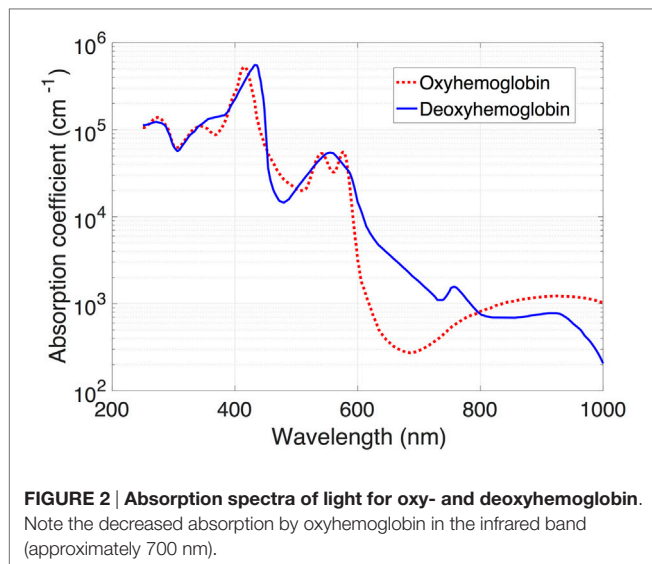 10^6
10^5
10^4
10^3
10^2
Absorption coefficient (cm^-1)
Oxyhemoglobin
Deoxyhemoglobin
200 400 600 800 1000
Wavelength (nm)
FIGURE 2 | Absorption spectra of light for oxy- and deoxyhemoglobin.
Note the decreased absorption by oxyhemoglobin in the infrared band
(approximately 700 nm).